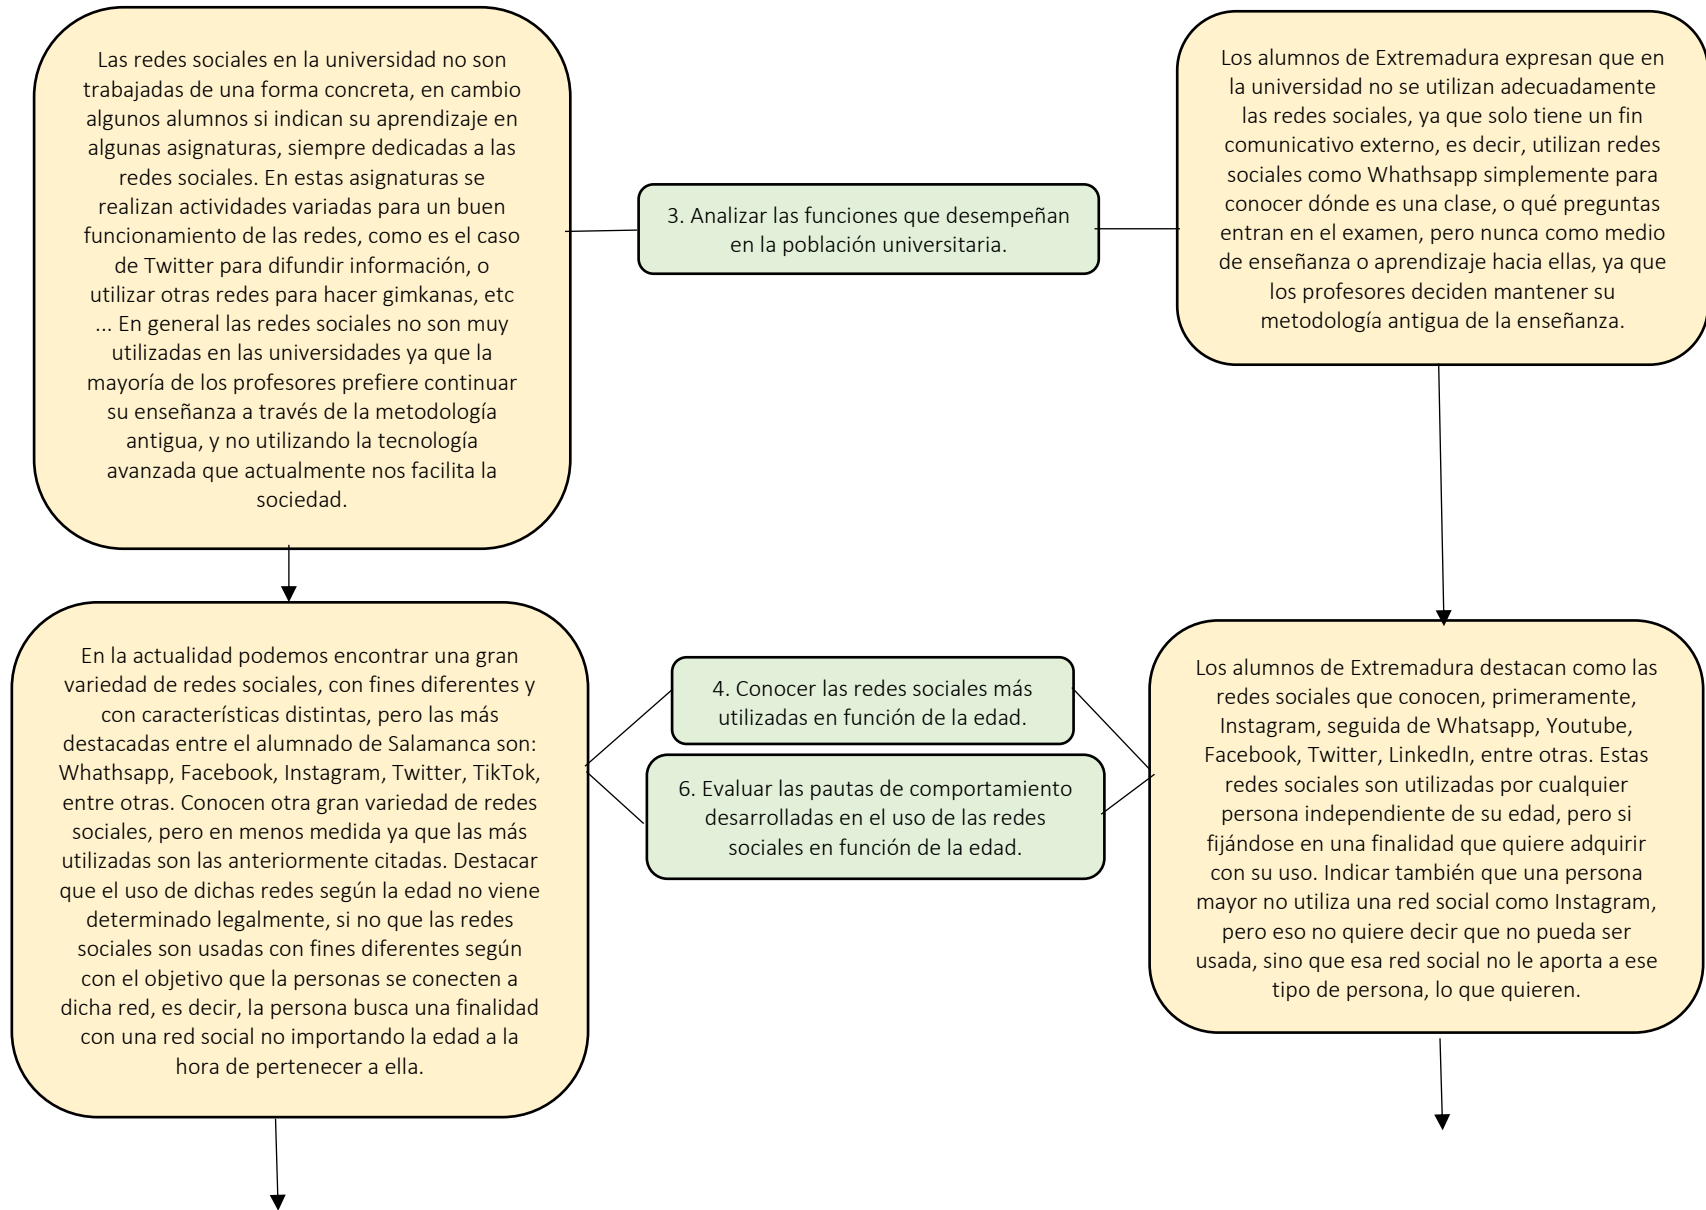 Las redes sociales en la universidad no son
trabajadas de una forma concreta, en cambio
algunos alumnos si indican su aprendizaje en
algunas asignaturas, siempre dedicadas a las
redes sociales. En estas asignaturas se
realizan actividades variadas para un buen
funcionamiento de las redes, como es el caso
de Twitter para difundir información, o
utilizar otras redes para hacer gimkanas, etc
... En general las redes sociales no son muy
utilizadas en las universidades ya que la
mayoría de los profesores prefiere continuar
su enseñanza a través de la metodología
antigua, y no utilizando la tecnología
avanzada que actualmente nos facilita la
sociedad.
3. Analizar las funciones que desempeñan
en la población universitaria.
Los alumnos de Extremadura expresan que en
la universidad no se utilizan adecuadamente
las redes sociales, ya que solo tiene un fin
comunicativo externo, es decir, utilizan redes
sociales como Whathsapp simplemente para
conocer dónde es una clase, o qué preguntas
entran en el examen, pero nunca como medio
de enseñanza o aprendizaje hacia ellas, ya que
los profesores deciden mantener su
metodología antigua de la enseñanza.
En la actualidad podemos encontrar una gran
variedad de redes sociales, con fines diferentes y
con características distintas, pero las más
destacadas entre el alumnado de Salamanca son:
Whathsapp, Facebook, Instagram, Twitter, TikTok,
entre otras. Conocen otra gran variedad de redes
sociales, pero en menos medida ya que las más
utilizadas son las anteriormente citadas. Destacar
que el uso de dichas redes según la edad no viene
determinado legalmente, si no que las redes
sociales son usadas con fines diferentes según
con el objetivo que la personas se conecten a
dicha red, es decir, la persona busca una finalidad
con una red social no importando la edad a la
hora de pertenecer a ella.
4. Conocer las redes sociales más
utilizadas en función de la edad.
6. Evaluar las pautas de comportamiento
desarrolladas en el uso de las redes
sociales en función de la edad.
Los alumnos de Extremadura destacan como las
redes sociales que conocen, primeramente,
Instagram, seguida de Whatsapp, Youtube,
Facebook, Twitter, LinkedIn, entre otras. Estas
redes sociales son utilizadas por cualquier
persona independiente de su edad, pero si
fijándose en una finalidad que quiere adquirir
con su uso. Indicar también que una persona
mayor no utiliza una red social como Instagram,
pero eso no quiere decir que no pueda ser
usada, sino que esa red social no le aporta a ese
tipo de persona, lo que quieren.